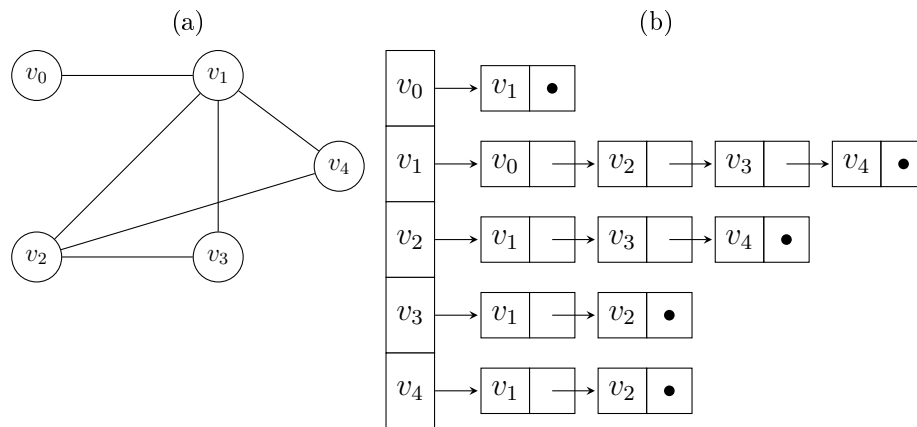 (a)
v₀ v₁
v₄
v₂ v₃
(b)
v₀ v₁ •
v₁ v₀ v₂ v₃ v₄ •
v₂ v₁ v₃ v₄ •
v₃ v₁ v₂ •
v₄ v₁ v₂ •